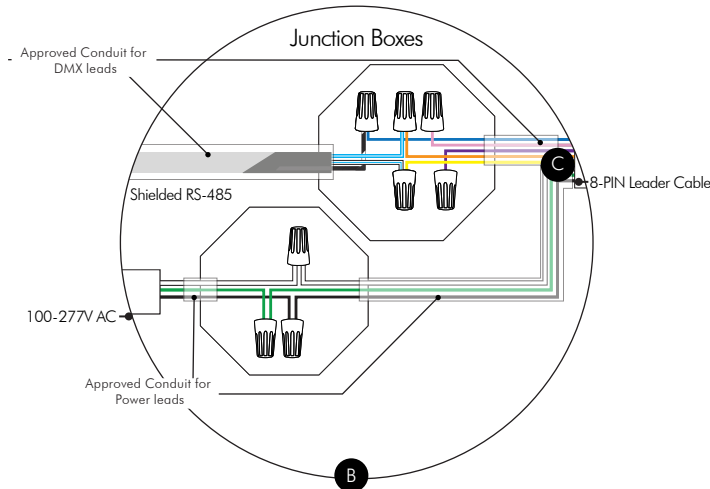 Junction Boxes
Approved Conduit for
DMX leads
C
8-PIN Leader Cable
Shielded RS-485
100-277V AC
Approved Conduit for
Power leads
B